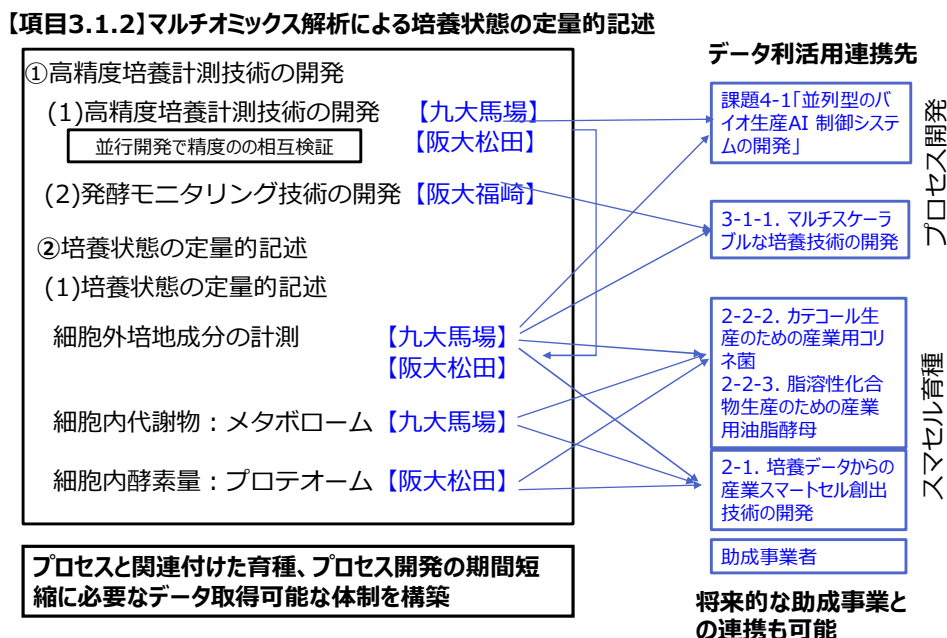 【項目3.1.2】マルチオミックス解析による培養状態の定量的記述
①高精度培養計測技術の開発
(1)高精度培養計測技術の開発 【九大馬場】
並行開発で精度のの相互検証 【阪大松田】
(2)発酵モニタリング技術の開発【阪大福崎】
②培養状態の定量的記述
(1)培養状態の定量的記述
細胞外培地成分の計測 【九大馬場】
【阪大松田】
細胞内代謝物：メタボローム【九大馬場】
細胞内酵素量：プロテオーム【阪大松田】
プロセスと関連付けた育種、プロセス開発の期間短
縮に必要なデータ取得可能な体制を構築
データ利活用連携先
課題4-1「並列型のバ
イオ生産AI 制御システ
ムの開発」
3-1-1. マルチスケーラ
ブルな培養技術の開発
プロセス開発
2-2-2. カテコール生
産のための産業用コリ
ネ菌
2-2-3. 脂溶性化合
物生産のための産業
用油脂酵母
2-1. 培養データからの
産業スマートセル創出
技術の開発
スマセル育種
助成事業者
将来的な助成事業と
の連携も可能